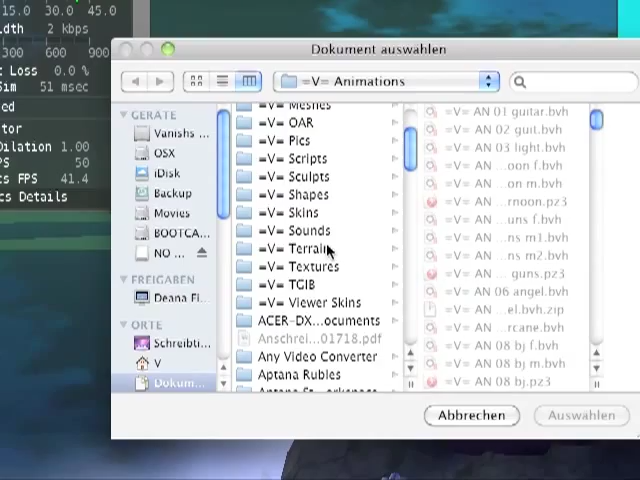 15.0 30.0 45.0
idth 2 kbps
300 600 900
t Loss 0.0 %
Sim 51 msec
ed
tor
Dilation 1.00
PS 50
cs FPS 41.4
cs Details
Dokument auswählen
=V= Animations
GERÄTE
Vanishs ...
OSX
iDisk
Backup
Movies
BOOTCA...
NO ...
FREIGABEN
Deana Fi...
ORTE
Schreibti...
V
Dokum...
=V= Meshes
=V= OAR
=V= Pics
=V= Scripts
=V= Sculpts
=V= Shapes
=V= Skins
=V= Sounds
=V= Terrain
=V= Textures
=V= TGIB
=V= Viewer Skins
ACER-DX...ocuments
Anschrei...01718.pdf
Any Video Converter
Aptana Rubles
=V= AN 01 guitar.bvh
=V= AN 02 guit.bvh
=V= AN 03 light.bvh
=V= AN ...oon f.bvh
=V= AN ...on m.bvh
=V= AN ...rnoon.pz3
=V= AN ...uns f.bvh
=V= AN ...ns m1.bvh
=V= AN ...ns m2.bvh
=V= AN ... guns.pz3
=V= AN 06 angel.bvh
=V= AN ...el.bvh.zip
=V= AN ...rcane.bvh
=V= AN 08 bj f.bvh
=V= AN 08 bj m.bvh
=V= AN 08 bj.pz3
Abbrechen
Auswählen